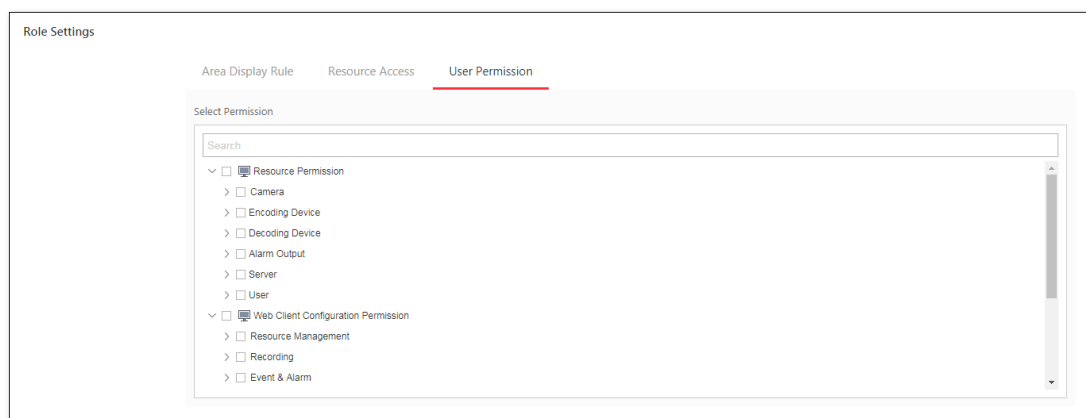 Role Settings
Area Display Rule Resource Access User Permission
Select Permission
Search
Resource Permission
Camera
Encoding Device
Decoding Device
Alarm Output
Server
User
Web Client Configuration Permission
Resource Management
Recording
Event & Alarm